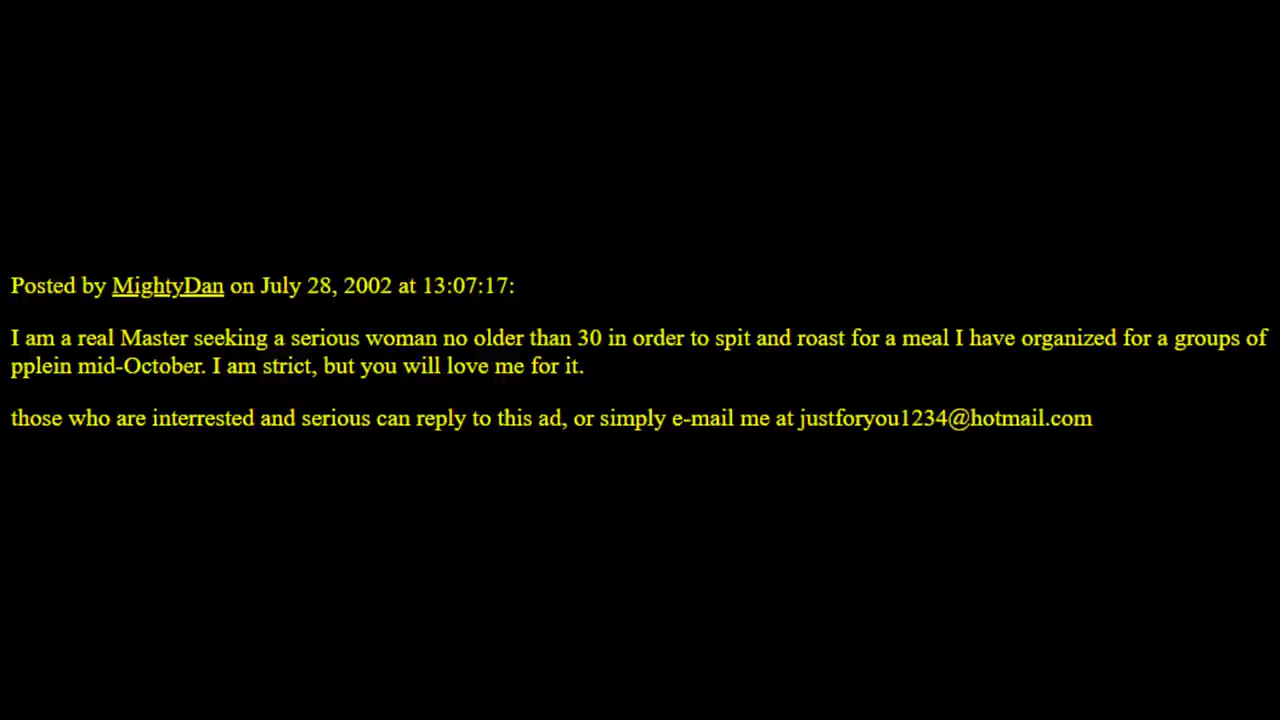 Posted by MightyDan on July 28, 2002 at 13:07:17:
I am a real Master seeking a serious woman no older than 30 in order to spit and roast for a meal I have organized for a groups of
pplein mid-October. I am strict, but you will love me for it.
those who are interrested and serious can reply to this ad, or simply e-mail me at justforyou1234@hotmail.com